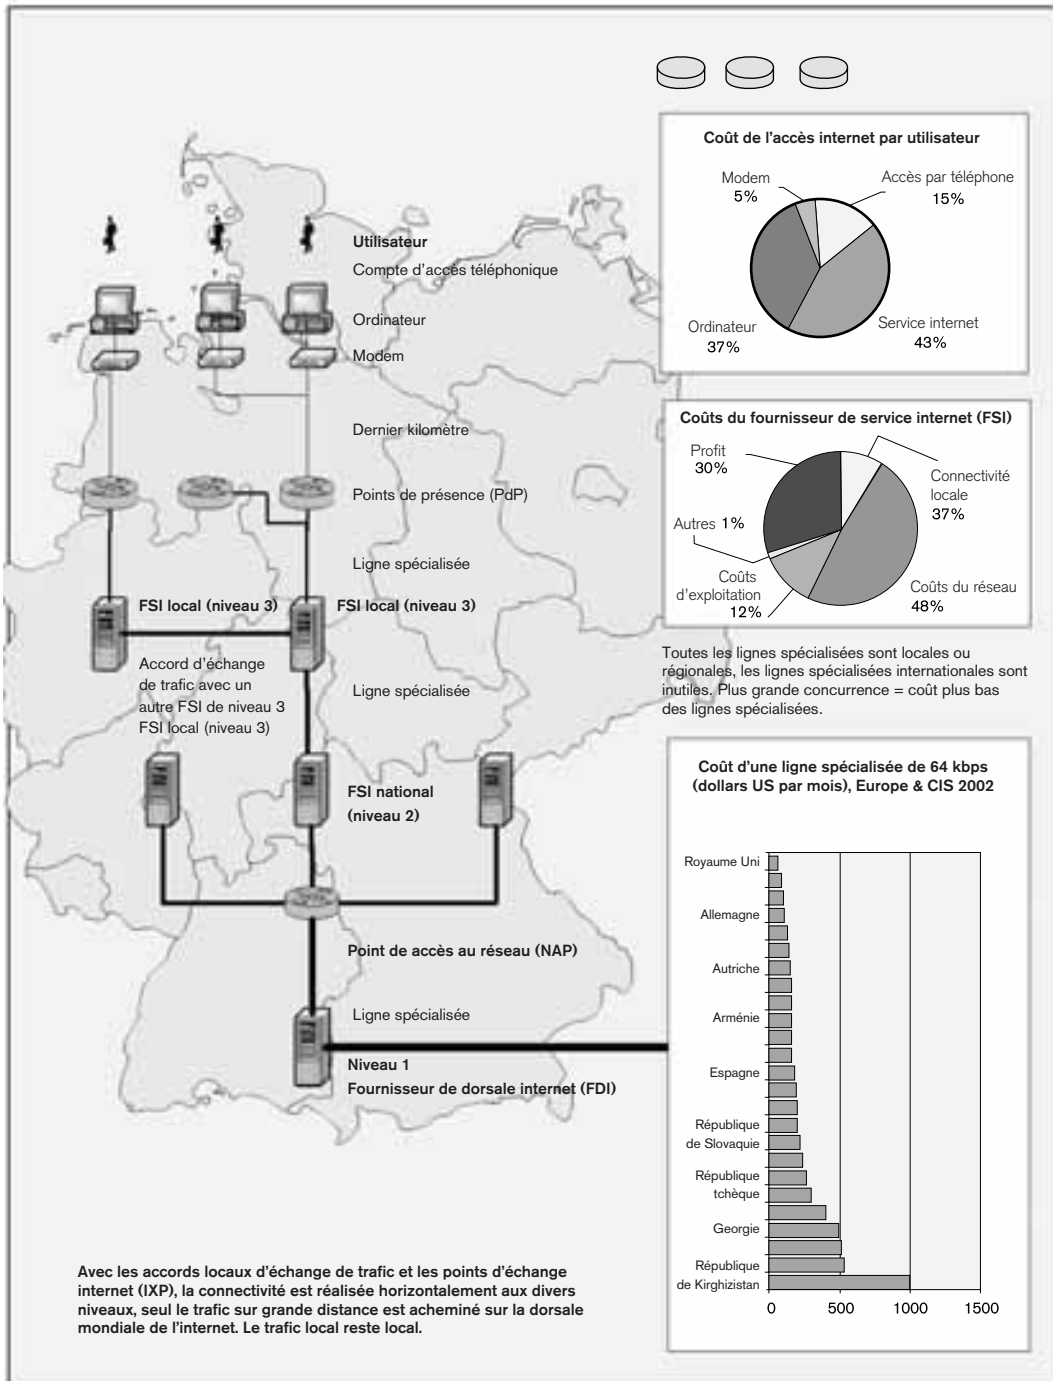 Coût de l'accès internet par utilisateur
Modem
5%
Accès par téléphone
15%
Ordinateur
37%
Service internet
43%
Utilisateur
Compte d'accès téléphonique
Ordinateur
Modem
Dernier kilomètre
Points de présence (PdP)
Ligne spécialisée
FSI local (niveau 3)
FSI local (niveau 3)
Accord d'échange
de trafic avec un
autre FSI de niveau 3
FSI local (niveau 3)
Ligne spécialisée
FSI national
(niveau 2)
Point de accès au réseau (NAP)
Ligne spécialisée
Niveau 1
Fournisseur de dorsale internet (FDI)
FSI
FSI
FSI
FSI
FSI
FSI
Coûts du fournisseur de service internet (FSI)
Profit
30%
Connectivité
locale
37%
Autres 1%
Coûts
d'exploitation
12%
Coûts du réseau
48%
Toutes les lignes spécialisées sont locales ou
régionales, les lignes spécialisées internationales sont
inutiles. Plus grande concurrence = coût plus bas
des lignes spécialisées.
Coût d'une ligne spécialisée de 64 kbps
(dollars US par mois), Europe & CIS 2002
Royaume Uni
Allemagne
Autriche
Arménie
Espagne
République
de Slovaquie
République
tchèque
Georgie
République
de Kirghizistan
0 500 1000 1500
Avec les accords locaux d'échange de trafic et les points d'échange
internet (IXP), la connectivité est réalisée horizontalement aux divers
niveaux, seul le trafic sur grande distance est acheminé sur la dorsale
mondiale de l'internet. Le trafic local reste local.